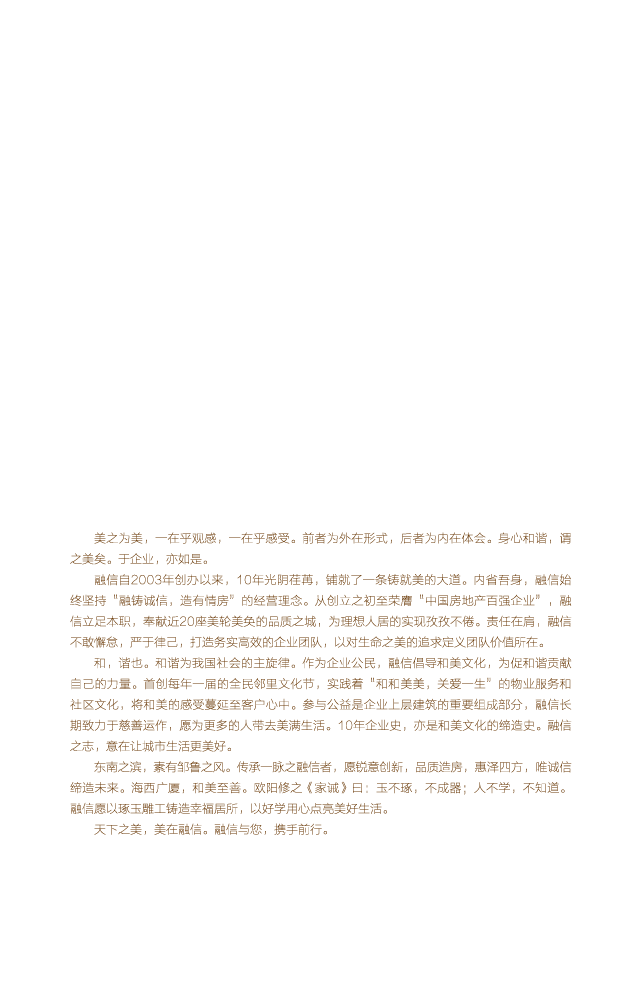 美之为美，一在乎观感，一在乎感受。前者为外在形式，后者为内在体会。身心和谐，谓
之美矣。于企业，亦如是。
融信自2003年创办以来，10年光阴荏苒，铺就了一条铸就美的大道。内省吾身，融信始
终坚持“融铸诚信，造有情房”的经营理念。从创立之初至荣膺“中国房地产百强企业”，融
信立足本职，奉献近20座美轮美奂的品质之城，为理想人居的实现孜孜不倦。责任在肩，融信
不敢懈怠，严于律己，打造务实高效的企业团队，以对生命之美的追求定义团队价值所在。
和，谐也。和谐为我国社会的主旋律。作为企业公民，融信倡导和美文化，为促和谐贡献
自己的力量。首创每年一届的全民邻里文化节，实践着“和和美美，关爱一生”的物业服务和
社区文化，将和美的感受蔓延至客户心中。参与公益是企业上层建筑的重要组成部分，融信长
期致力于慈善运作，愿为更多的人带去美满生活。10年企业史，亦是和美文化的缔造史。融信
之志，意在让城市生活更美好。
东南之滨，素有邹鲁之风。传承一脉之融信者，愿锐意创新，品质造房，惠泽四方，唯诚信
缔造未来。海西广厦，和美至善。欧阳修之《家诫》曰：玉不琢，不成器；人不学，不知道。
融信愿以琢玉雕工铸造幸福居所，以好学用心点亮美好生活。
天下之美，美在融信。融信与您，携手前行。